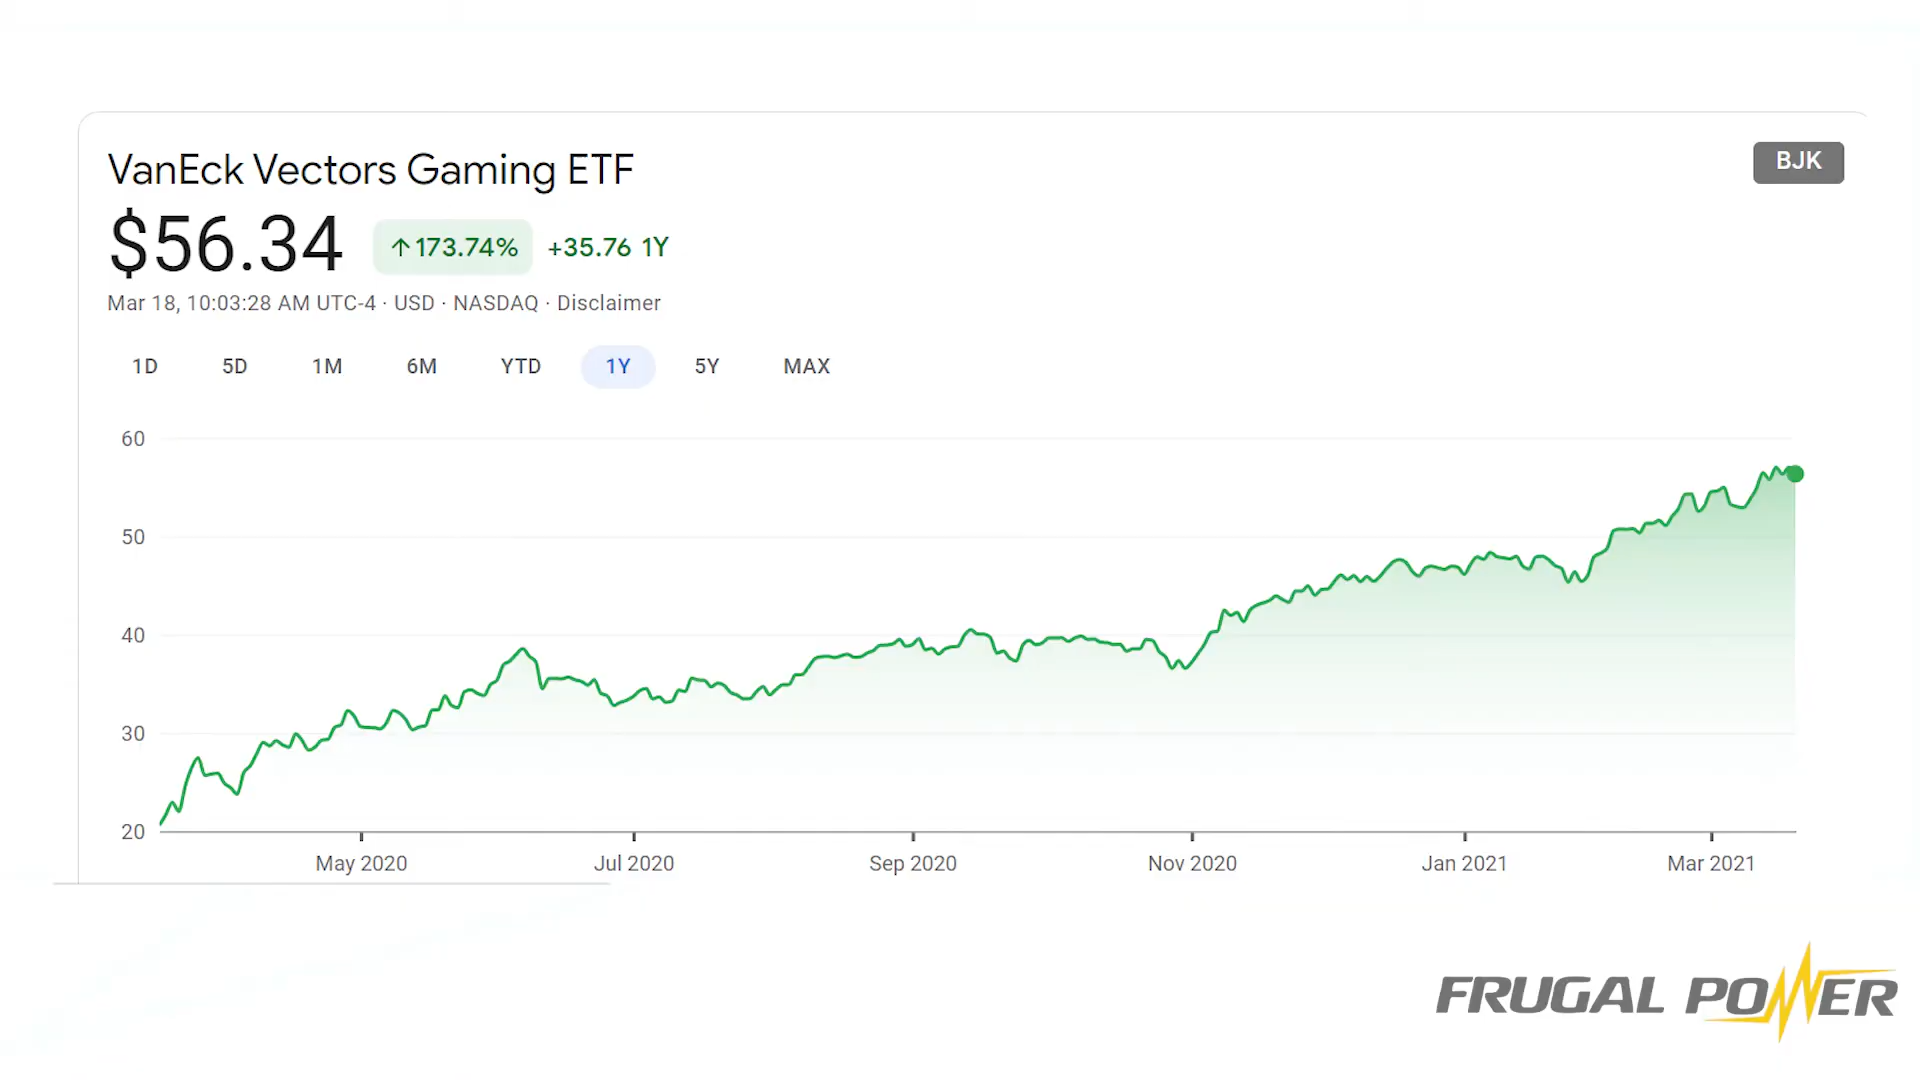 VanEck Vectors Gaming ETF
BJK
$56.34 ↑173.74% +35.76 1Y
Mar 18, 10:03:28 AM UTC-4 · USD · NASDAQ · Disclaimer
1D 5D 1M 6M YTD 1Y 5Y MAX
60
50
40
30
20
May 2020 Jul 2020 Sep 2020 Nov 2020 Jan 2021 Mar 2021
FRUGAL POWER